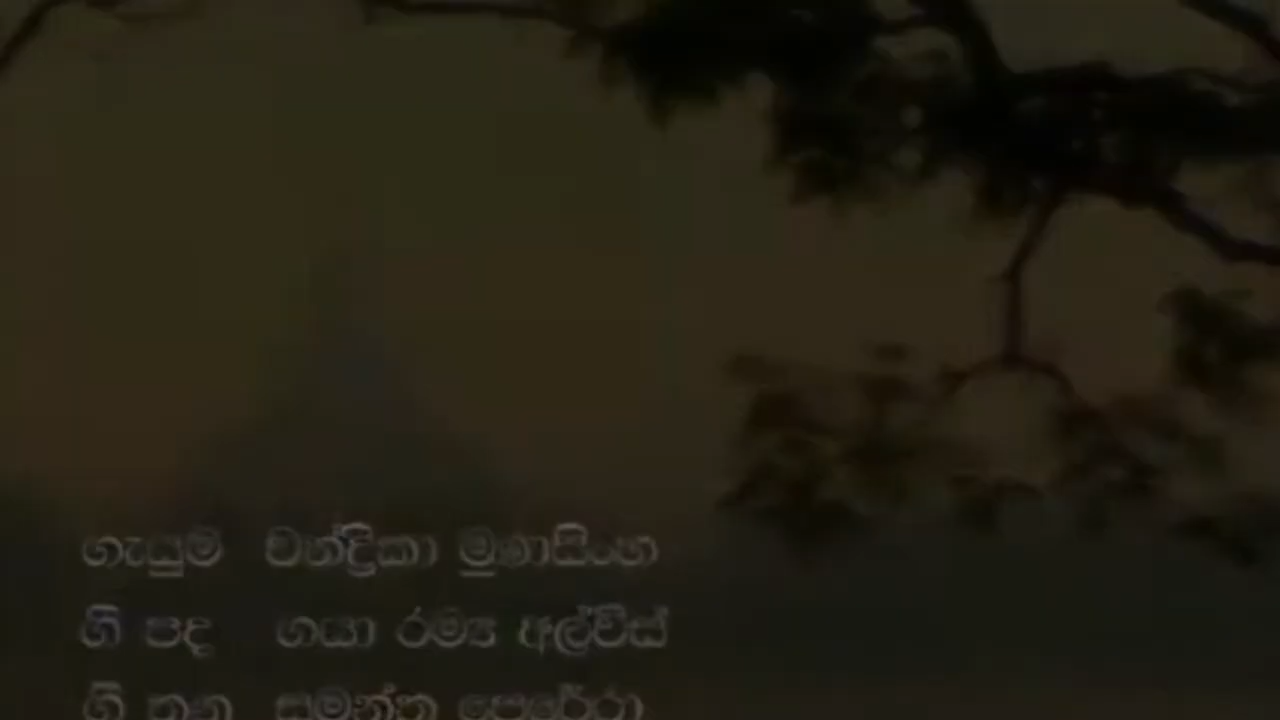 ගැයුම චන්ද්‍රිකා මුණසිංහ
ගී පද ගයා රම්‍ය අල්විස්
ගී තනු සමන්ත පෙරේරා